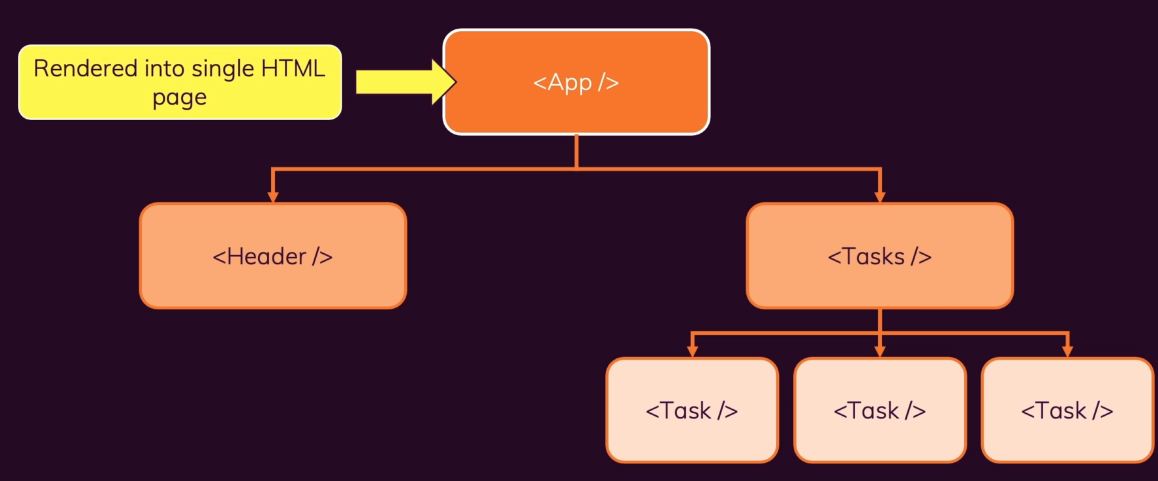 Rendered into single HTML
page
<App />
<Header />
<Tasks />
<Task />
<Task />
<Task />